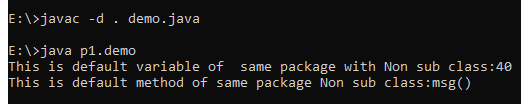 E:\>javac -d . demo.java
E:\>java p1.demo
This is default variable of  same package with Non sub class:40
This is default method of same package Non sub class:msg()